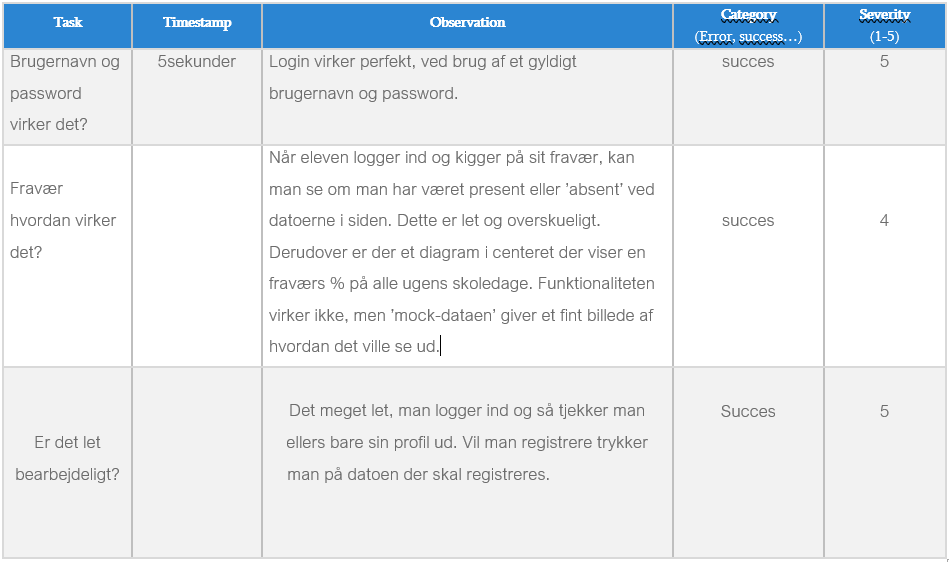 Task Timestamp Observation Category Severity
(Error, success…) (1-5)
Brugernavn og 5sekunder Login virker perfekt, ved brug af et gyldigt succes 5
password brugernavn og password.
virker det?
Når eleven logger ind og kigger på sit fravær, kan
Fravær man se om man har været present eller ’absent’ ved
hvordan virker datoerne i siden. Dette er let og overskueligt. succes 4
det? Derudover er der et diagram i centeret der viser en
fraværs % på alle ugens skoledage. Funktionaliteten
virker ikke, men ’mock-dataen’ giver et fint billede af
hvordan det ville se ud.
Det meget let, man logger ind og så tjekker man Succes 5
Er det let ellers bare sin profil ud. Vil man registrere trykker
bearbejdeligt? man på datoen der skal registreres.